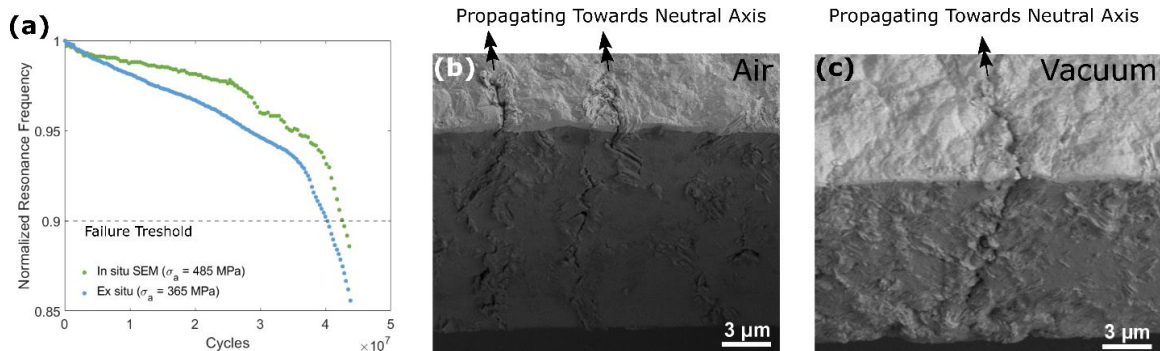 (a)
1
0.95
0.9
0.85
Normalized Resonance Frequency
Failure Treshold
In situ SEM (σa = 485 MPa)
Ex situ (σa = 365 MPa)
0
1
2
3
4
5
Cycles
×10⁷
Propagating Towards Neutral Axis
(b)
Air
3 µm
Propagating Towards Neutral Axis
(c)
Vacuum
3 µm